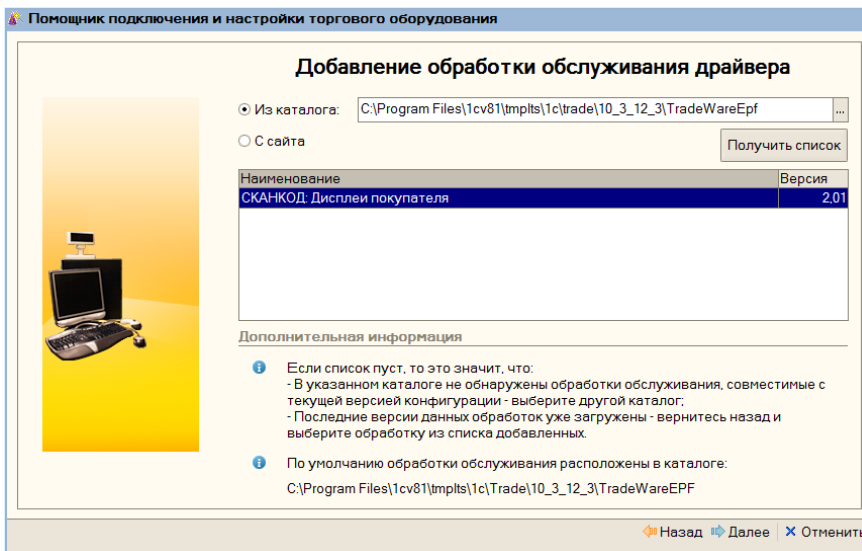 Помощник подключения и настройки торгового оборудования
Добавление обработки обслуживания драйвера
Из каталога: C:\Program Files\1cv81\tmplts\1c\trade\10_3_12_3\TradeWareEpf ...
С сайта
Получить список
Наименование Версия
СКАНКОД: Дисплеи покупателя 2,01
Дополнительная информация
Если список пуст, то это значит, что:
- В указанном каталоге не обнаружены обработки обслуживания, совместимые с
текущей версией конфигурации - выберите другой каталог;
- Последние версии данных обработок уже загружены - вернитесь назад и
выберите обработку из списка добавленных.
По умолчанию обработки обслуживания расположены в каталоге:
C:\Program Files\1cv81\tmplts\1c\Trade\10_3_12_3\TradeWareEPF
Назад Далее Отменить